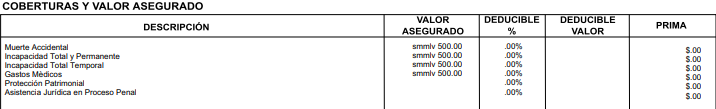 COBERTURAS Y VALOR ASEGURADO
DESCRIPCIÓN VALOR ASEGURADO DEDUCIBLE % DEDUCIBLE VALOR PRIMA
Muerte Accidental smmlv 500.00 .00% $.00
Incapacidad Total y Permanente smmlv 500.00 .00% $.00
Incapacidad Total Temporal smmlv 500.00 .00% $.00
Gastos Médicos smmlv 500.00 .00% $.00
Protección Patrimonial .00% $.00
Asistencia Jurídica en Proceso Penal .00% $.00